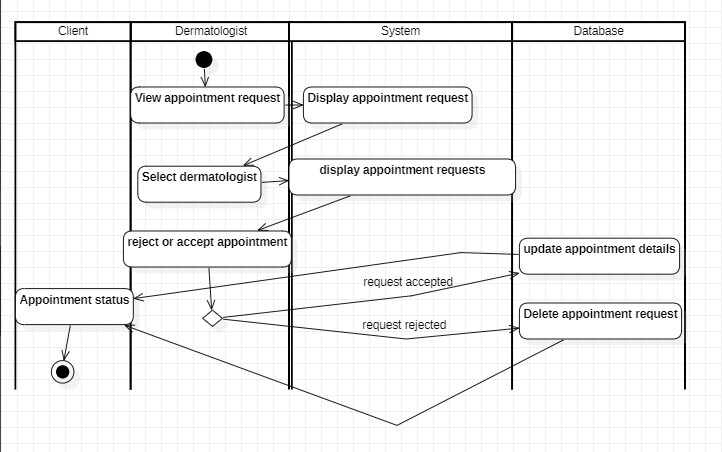 Client
Dermatologist
System
Database
View appointment request
Display appointment request
Select dermatologist
display appointment requests
reject or accept appointment
update appointment details
request accepted
Appointment status
Delete appointment request
request rejected